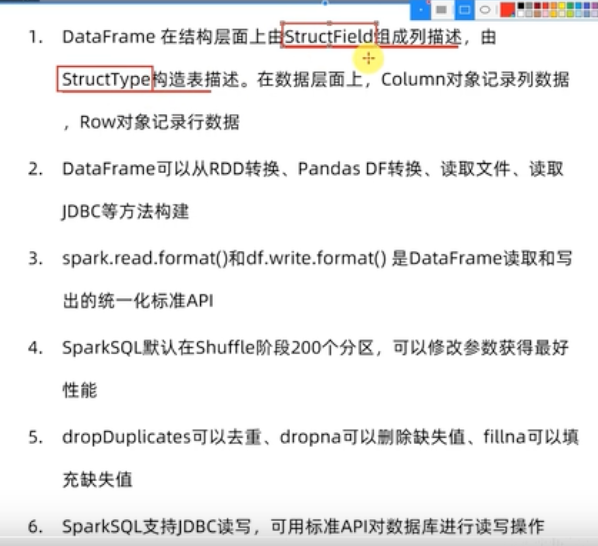 1. DataFrame 在结构层面上由StructField组成列描述，由
StructType构造表描述。在数据层面上，Column对象记录列数据
，Row对象记录行数据
2. DataFrame可以从RDD转换、Pandas DF转换、读取文件、读取
JDBC等方法构建
3. spark.read.format()和df.write.format() 是DataFrame读取和写
出的统一化标准API
4. SparkSQL默认在Shuffle阶段200个分区，可以修改参数获得最好
性能
5. dropDuplicates可以去重、dropna可以删除缺失值、fillna可以填
充缺失值
6. SparkSQL支持JDBC读写，可用标准API对数据库进行读写操作